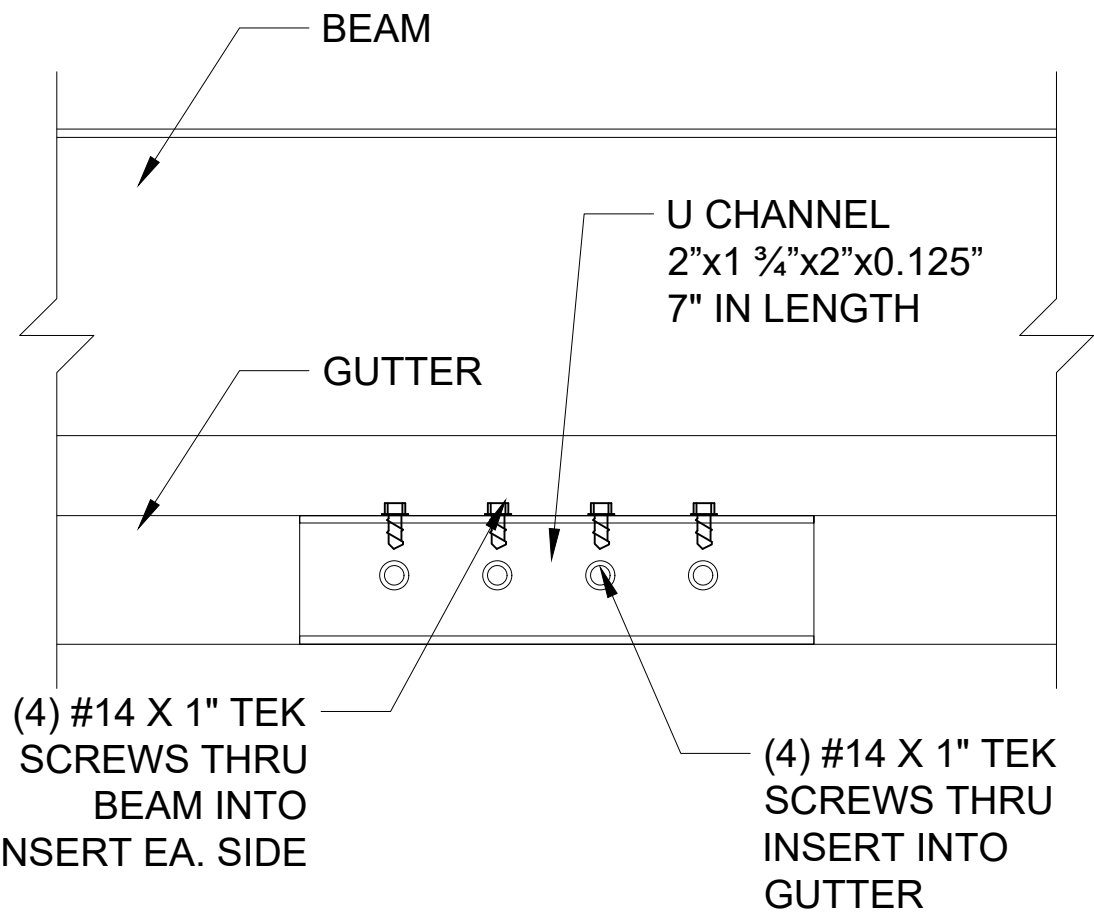 BEAM
U CHANNEL
2”x1 ¾”x2”x0.125”
7" IN LENGTH
GUTTER
(4) #14 X 1" TEK
SCREWS THRU
BEAM INTO
NSERT EA. SIDE
(4) #14 X 1" TEK
SCREWS THRU
INSERT INTO
GUTTER